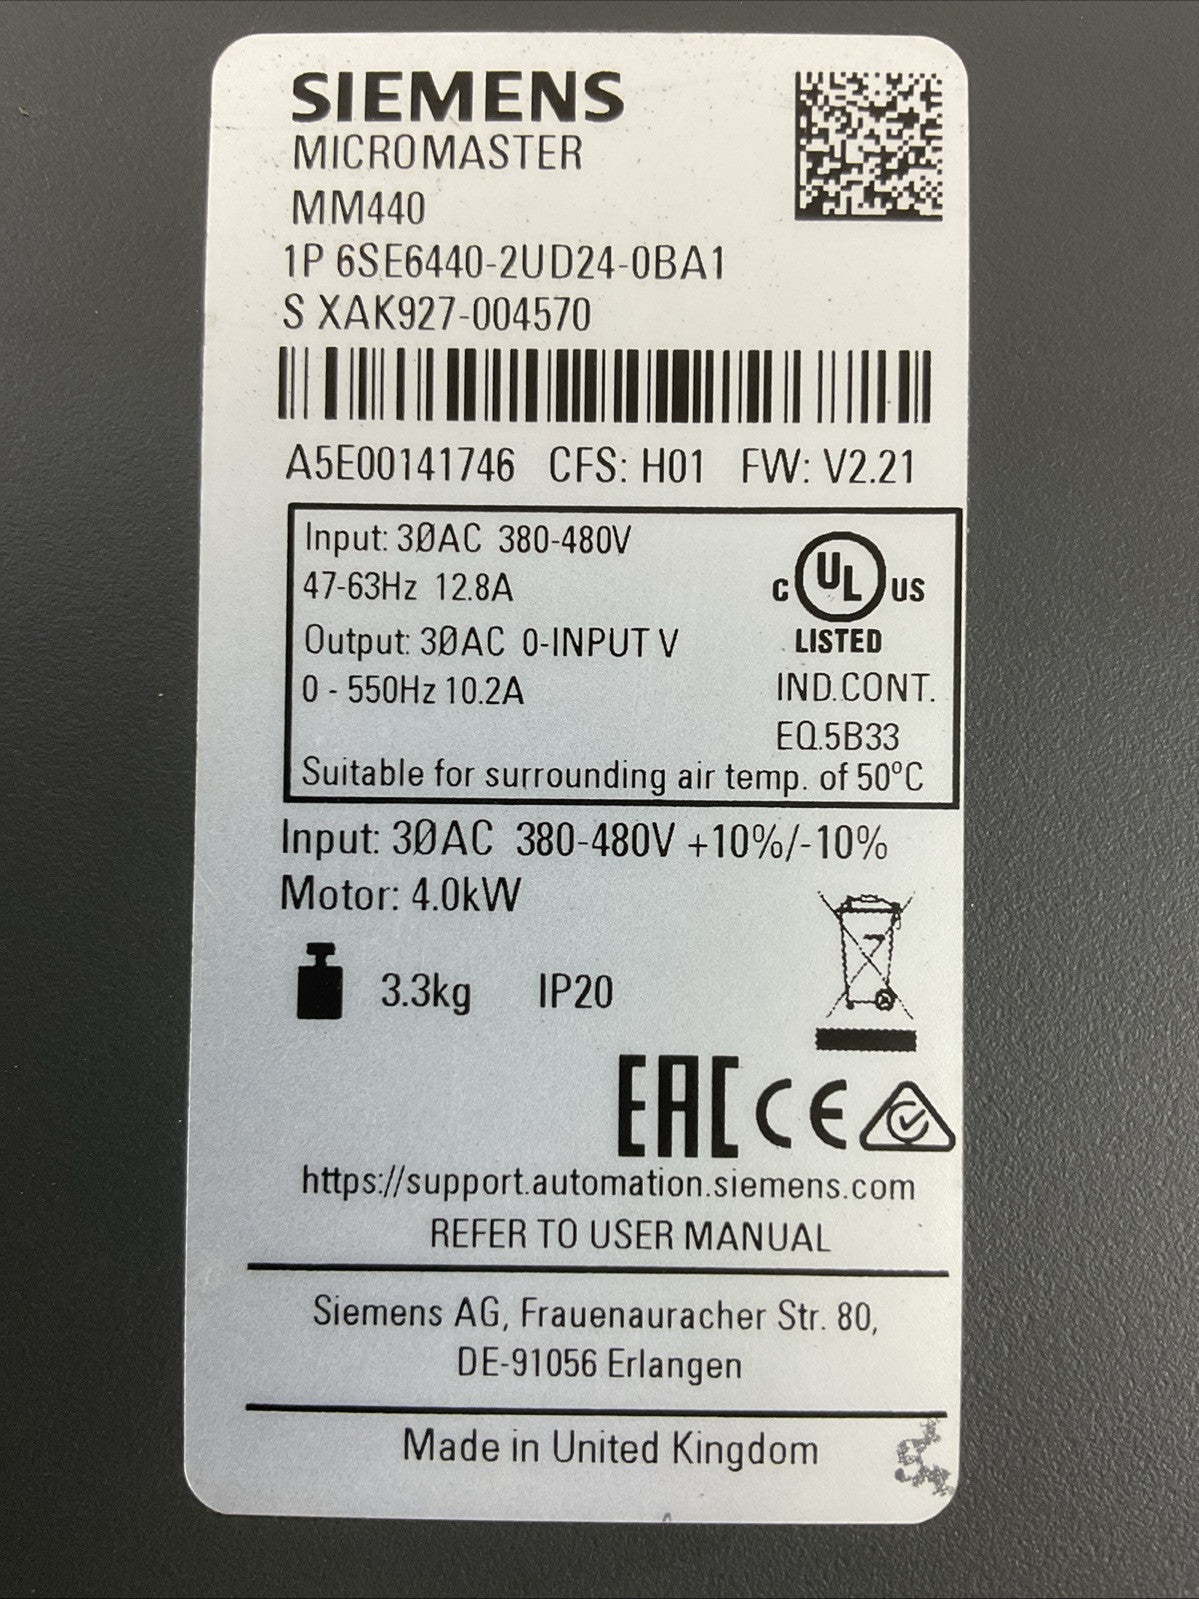 SIEMENS
MICROMASTER
MM440
1P 6SE6440-2UD24-0BA1
S XAK927-004570
A5E00141746 CFS: H01 FW: V2.21
Input: 3ØAC 380-480V
47-63Hz 12.8A
Output: 3ØAC 0-INPUT V
0 - 550Hz 10.2A
C UL US
LISTED
IND.CONT.
EQ.5B33
Suitable for surrounding air temp. of 50°C
Input: 3ØAC 380-480V +10%/-10%
Motor: 4.0kW
3.3kg IP20
EAC CE
https://support.automation.siemens.com
REFER TO USER MANUAL
Siemens AG, Frauenauracher Str. 80,
DE-91056 Erlangen
Made in United Kingdom